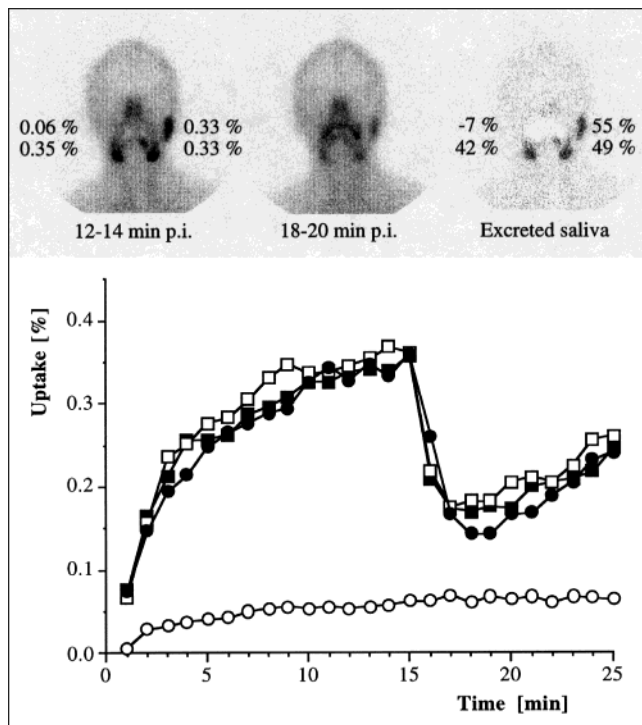 0.06 % 0.33 % -7 % 55 %
0.35 % 0.33 % 42 % 49 %
12-14 min p.i. 18-20 min p.i. Excreted saliva
Uptake [%]
0.4
0.3
0.2
0.1
0.0
0 5 10 15 20 25
Time [min]